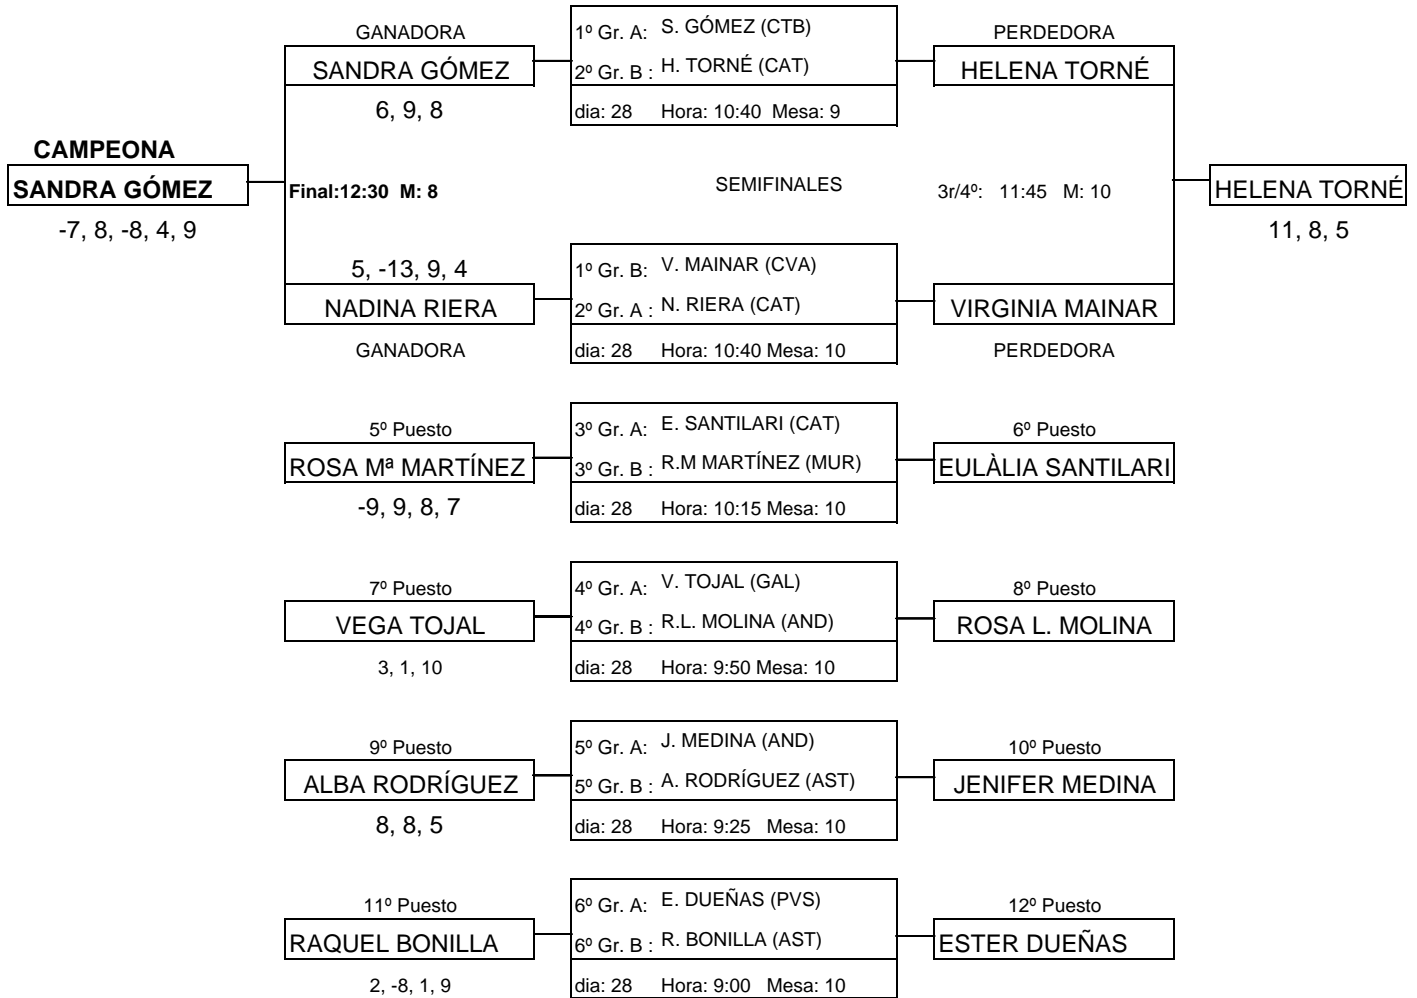 GANADORA
SANDRA GÓMEZ
6, 9, 8
1º Gr. A: S. GÓMEZ (CTB)
2º Gr. B : H. TORNÉ (CAT)
dia: 28 Hora: 10:40 Mesa: 9
PERDEDORA
HELENA TORNÉ
CAMPEONA
SANDRA GÓMEZ
-7, 8, -8, 4, 9
Final:12:30 M: 8
SEMIFINALES
3r/4º: 11:45 M: 10
HELENA TORNÉ
11, 8, 5
5, -13, 9, 4
NADINA RIERA
GANADORA
1º Gr. B: V. MAINAR (CVA)
2º Gr. A : N. RIERA (CAT)
dia: 28 Hora: 10:40 Mesa: 10
VIRGINIA MAINAR
PERDEDORA
5º Puesto
ROSA Mª MARTÍNEZ
-9, 9, 8, 7
3º Gr. A: E. SANTILARI (CAT)
3º Gr. B : R.M MARTÍNEZ (MUR)
dia: 28 Hora: 10:15 Mesa: 10
6º Puesto
EULÀLIA SANTILARI
7º Puesto
VEGA TOJAL
3, 1, 10
4º Gr. A: V. TOJAL (GAL)
4º Gr. B : R.L. MOLINA (AND)
dia: 28 Hora: 9:50 Mesa: 10
8º Puesto
ROSA L. MOLINA
9º Puesto
ALBA RODRÍGUEZ
8, 8, 5
5º Gr. A: J. MEDINA (AND)
5º Gr. B : A. RODRÍGUEZ (AST)
dia: 28 Hora: 9:25 Mesa: 10
10º Puesto
JENIFER MEDINA
11º Puesto
RAQUEL BONILLA
2, -8, 1, 9
6º Gr. A: E. DUEÑAS (PVS)
6º Gr. B : R. BONILLA (AST)
dia: 28 Hora: 9:00 Mesa: 10
12º Puesto
ESTER DUEÑAS